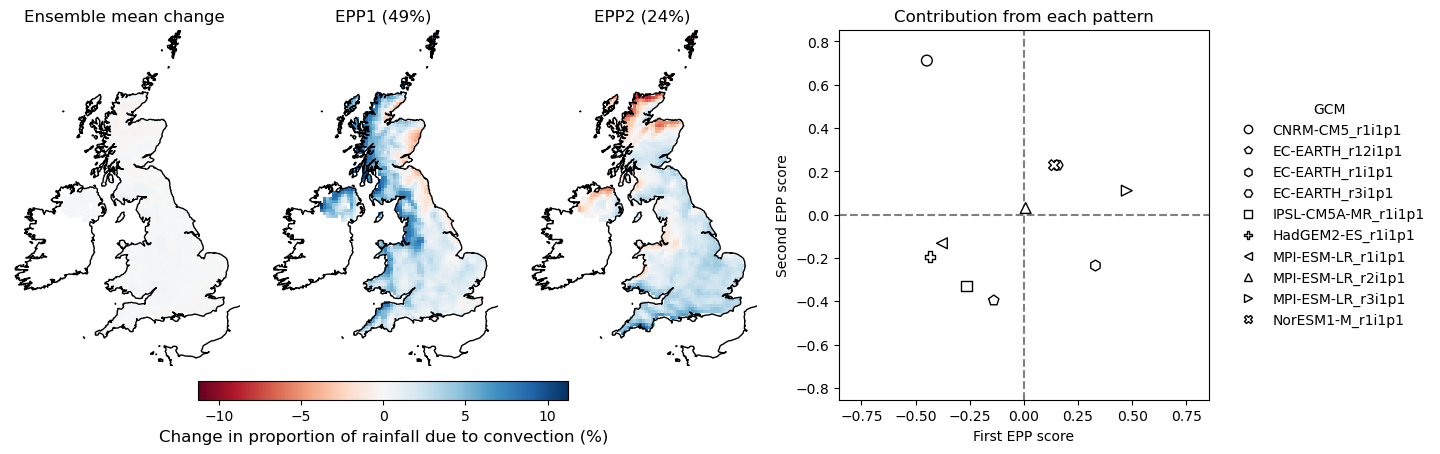 Ensemble mean change
EPP1 (49%)
EPP2 (24%)
Contribution from each pattern
−10
−5
0
5
10
Change in proportion of rainfall due to convection (%)
Second EPP score
0.8
0.6
0.4
0.2
0.0
−0.2
−0.4
−0.6
−0.8
−0.75
−0.50
−0.25
0.00
0.25
0.50
0.75
First EPP score
GCM
CNRM-CM5_r1i1p1
EC-EARTH_r12i1p1
EC-EARTH_r1i1p1
EC-EARTH_r3i1p1
IPSL-CM5A-MR_r1i1p1
HadGEM2-ES_r1i1p1
MPI-ESM-LR_r1i1p1
MPI-ESM-LR_r2i1p1
MPI-ESM-LR_r3i1p1
NorESM1-M_r1i1p1